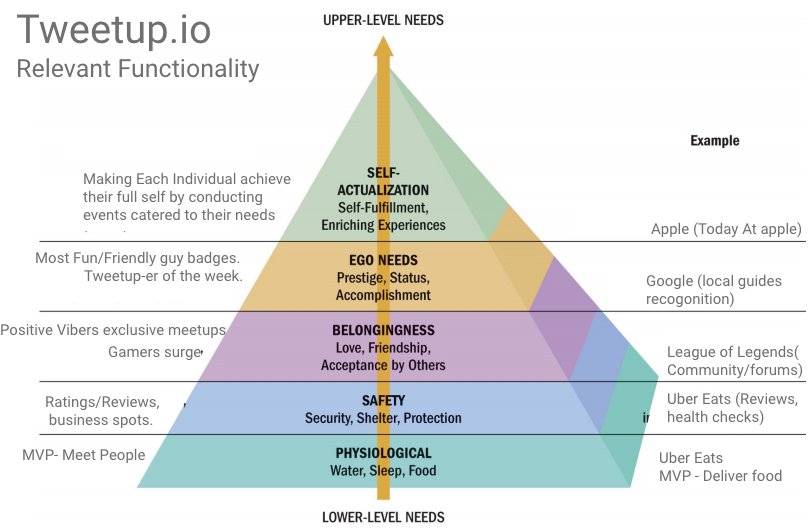 Tweetup.io
Relevant Functionality
UPPER-LEVEL NEEDS
Example
Making Each Individual achieve
their full self by conducting
events catered to their needs
SELF-
ACTUALIZATION
Self-Fulfillment,
Enriching Experiences
Apple (Today At apple)
Most Fun/Friendly guy badges.
Tweetup-er of the week.
EGO NEEDS
Prestige, Status,
Accomplishment
Google (local guides
recogonition)
Positive Vibers exclusive meetups
Gamers surge
BELONGINGNESS
Love, Friendship,
Acceptance by Others
League of Legends(
Community/forums)
Ratings/Reviews,
business spots.
SAFETY
Security, Shelter, Protection
Uber Eats (Reviews,
health checks)
MVP- Meet People
PHYSIOLOGICAL
Water, Sleep, Food
Uber Eats
MVP - Deliver food
LOWER-LEVEL NEEDS